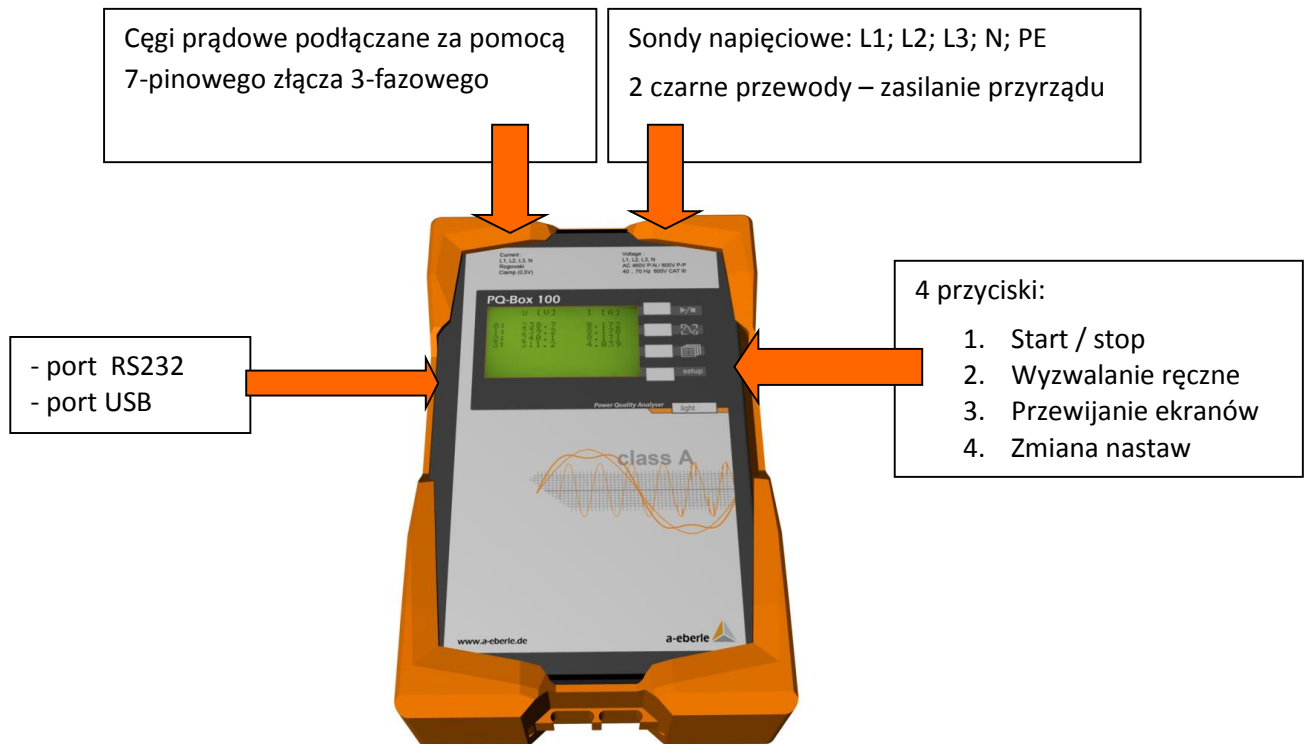 Cęgi prądowe podłączane za pomocą
7-pinowego złącza 3-fazowego
Sondy napięciowe: L1; L2; L3; N; PE
2 czarne przewody – zasilanie przyrządu
- port RS232
- port USB
4 przyciski:
1. Start / stop
2. Wyzwalanie ręczne
3. Przewijanie ekranów
4. Zmiana nastaw
Current :
L1, L2, L3, N
Rogowski
Clamp (0.5V)
Voltage :
L1, L2, L3, N
AC 460V P-N / 800V P-P
40 .. 70 Hz 600V CAT III
PQ-Box 100
U [V] I [A]
setup
Power Quality Analyser
light
class A
www.a-eberle.de
a-eberle